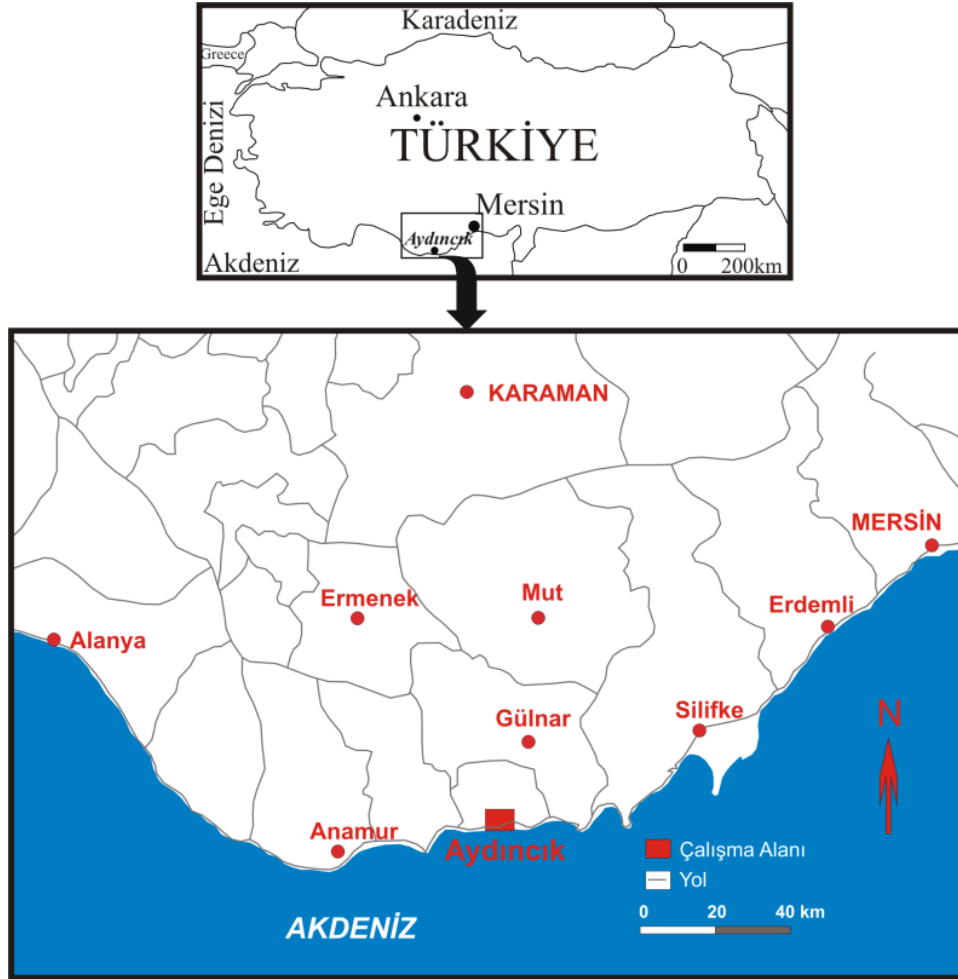 Karadeniz
Greece
Ankara
TÜRKİYE
Ege Denizi
Mersin
Aydıncık
Akdeniz
0 200km
KARAMAN
MERSİN
Ermenek
Mut
Erdemli
Alanya
Gülnar
Silifke
N
Anamur
Aydıncık
Çalışma Alanı
Yol
0 20 40 km
AKDENİZ